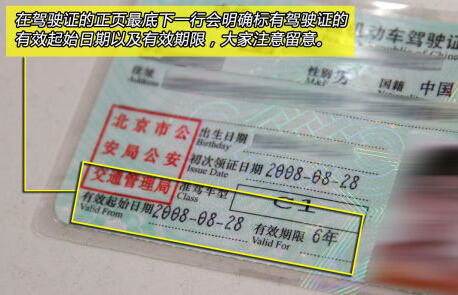 在驾驶证的正页最底下一行会明确标有驾驶证的
有效起始日期以及有效期限，大家注意留意。
机动车驾驶证
住址
Address
性别 男
国籍 中国
Nationality
北京市公
安局公安
交通管理局
出生日期
Birthday
初次领证日期 2008-08-28
Issue Date
准驾车型 C1
Class
有效起始日期 2008-08-28
Valid From
有效期限 6年
Valid For